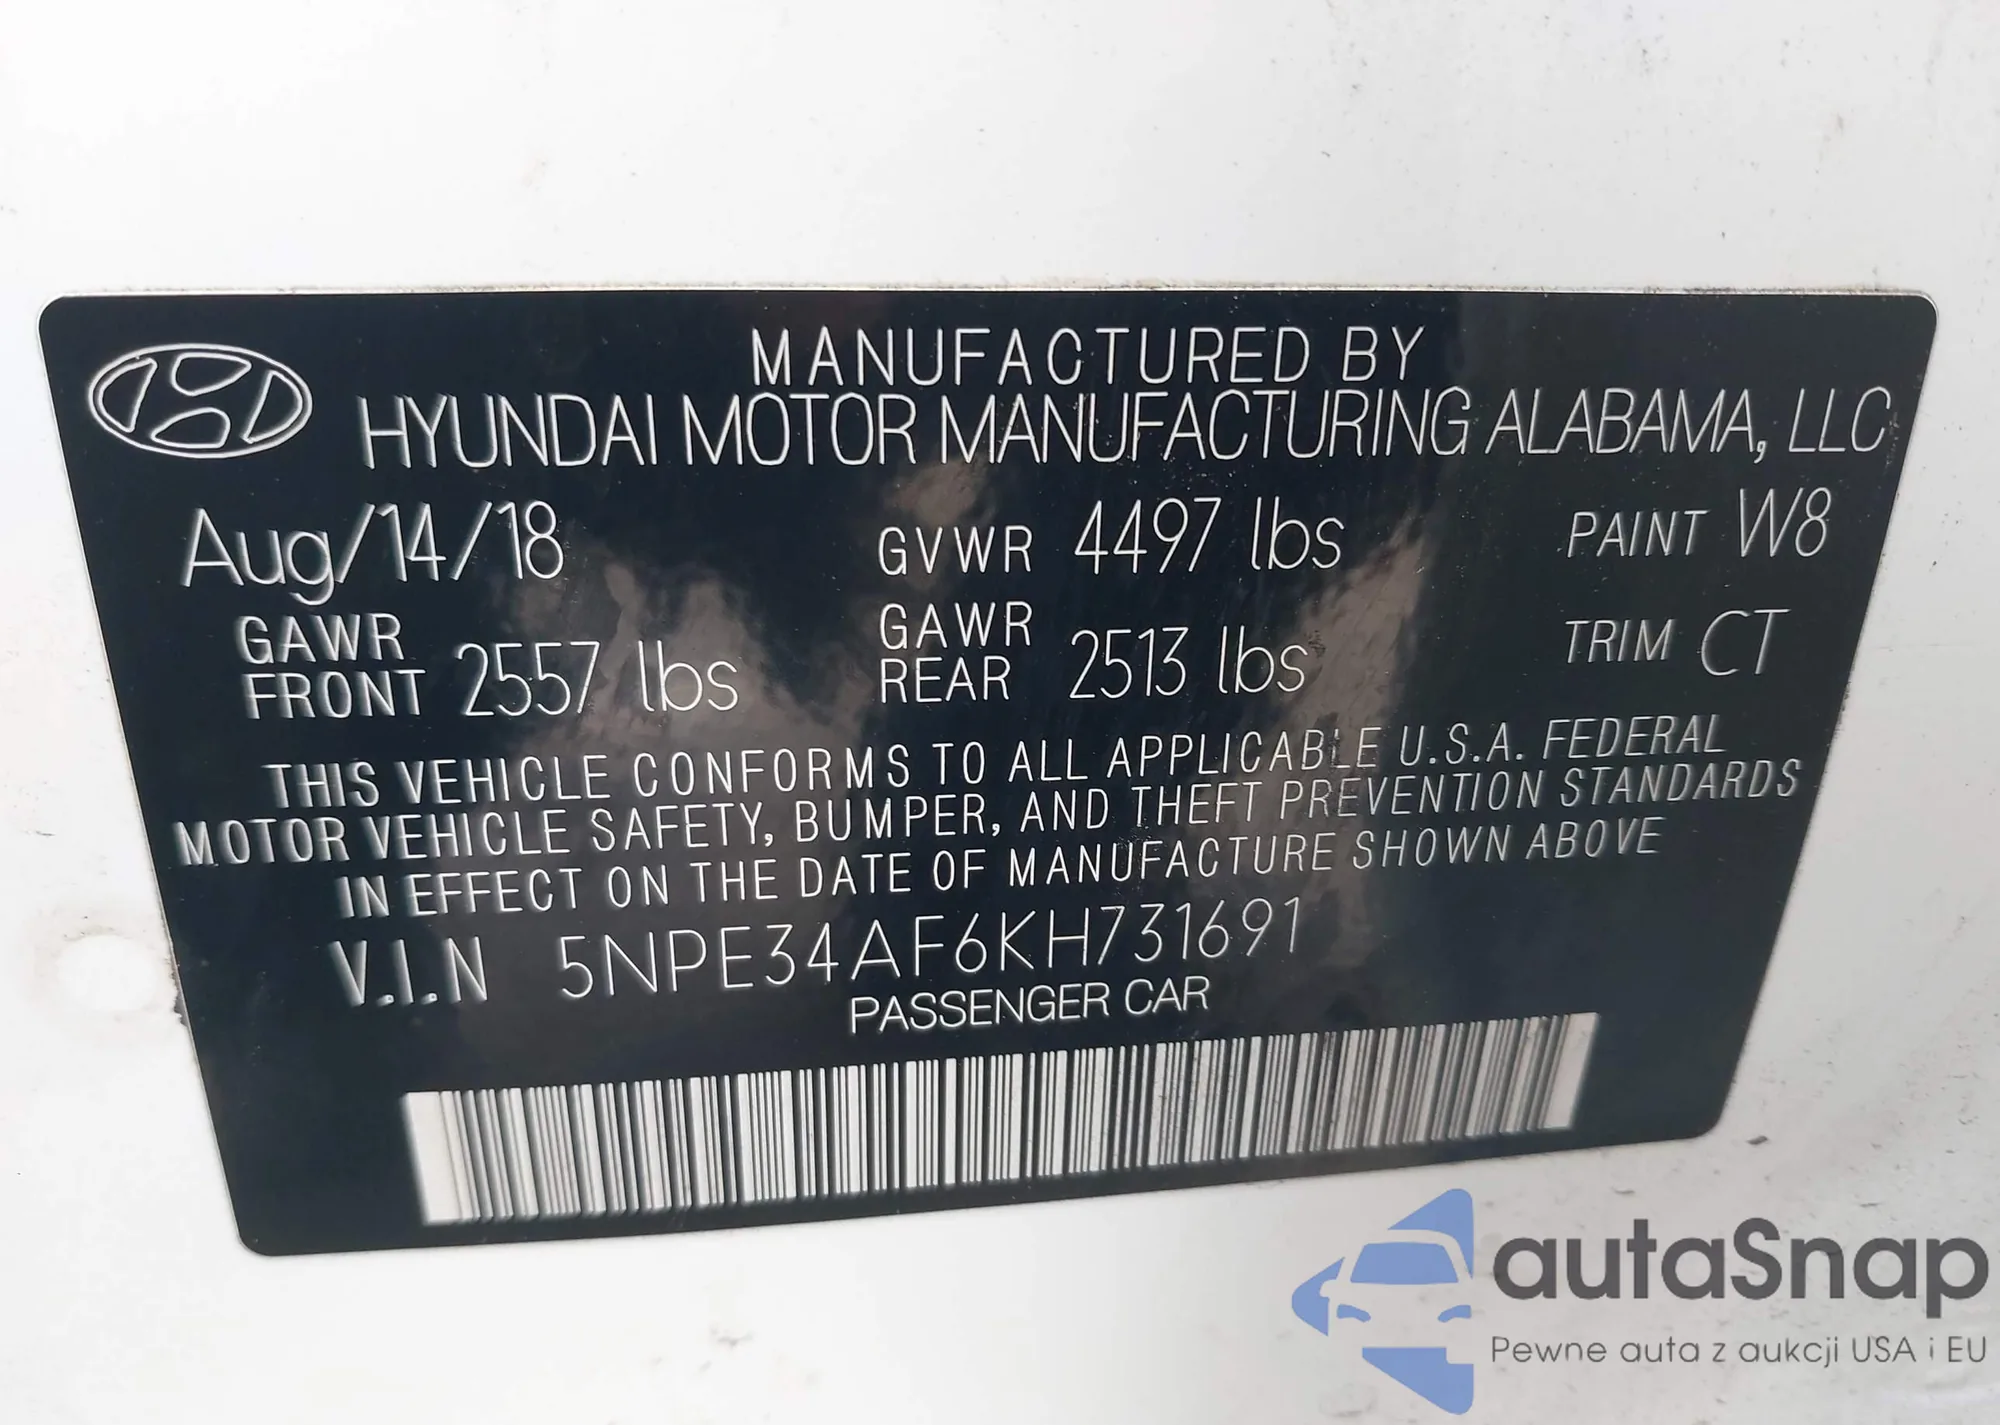 MANUFACTURED BY
HYUNDAI MOTOR MANUFACTURING ALABAMA, LLC
Aug/14/18 GVWR 4497 lbs PAINT W8
GAWR FRONT 2557 lbs GAWR REAR 2513 lbs TRIM CT
THIS VEHICLE CONFORMS TO ALL APPLICABLE U.S.A. FEDERAL
MOTOR VEHICLE SAFETY, BUMPER, AND THEFT PREVENTION STANDARDS
IN EFFECT ON THE DATE OF MANUFACTURE SHOWN ABOVE
V.I.N 5NPE34AF6KH731691
PASSENGER CAR
autaSnap
Pewne auta z aukcji USA i EU